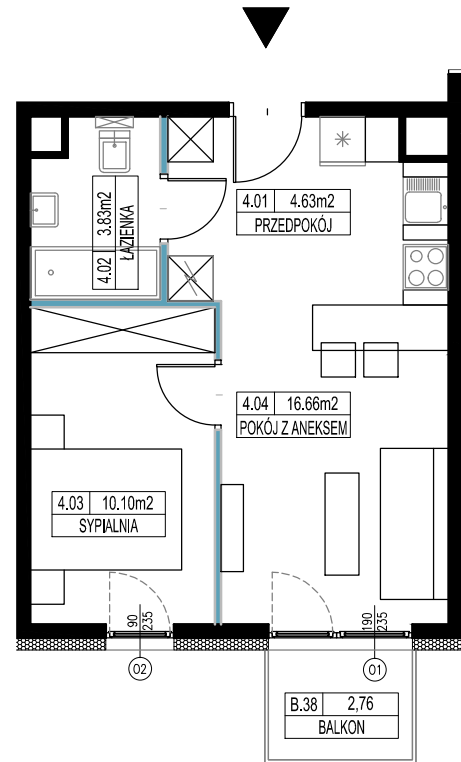 4.01 4.63m2
PRZEDPOKÓJ
4.02 3.83m2
ŁAZIENKA
4.04 16.66m2
POKÓJ Z ANEKSEM
4.03 10.10m2
SYPIALNIA
90
235
190
235
02
01
B.38 2,76
BALKON